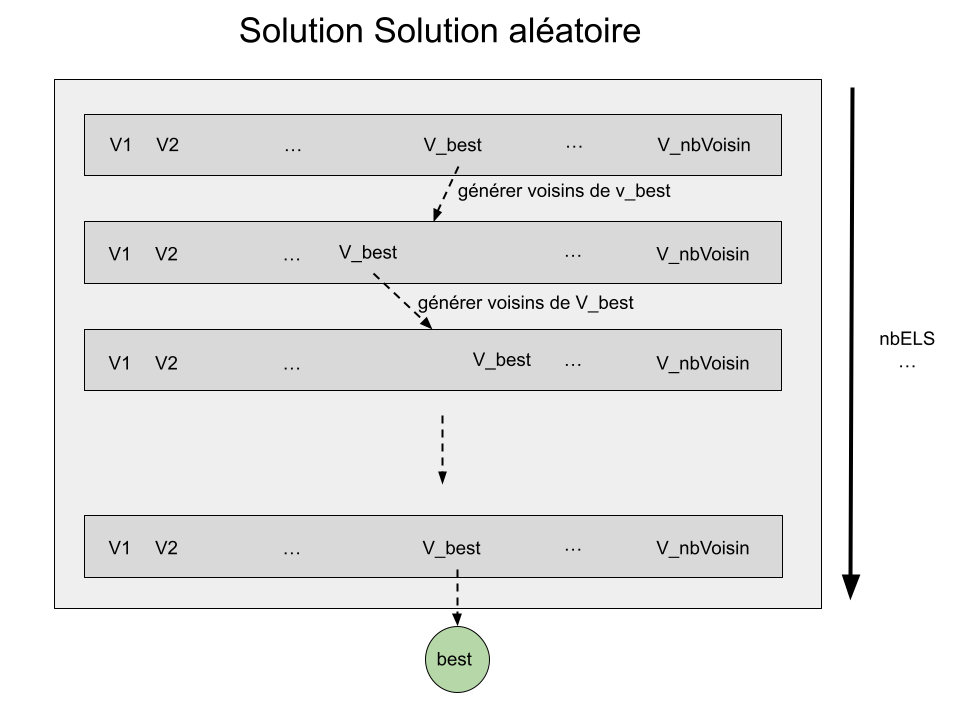 Solution Solution aléatoire
V1 V2 … V_best … V_nbVoisin
générer voisins de v_best
V1 V2 … V_best … V_nbVoisin
générer voisins de V_best
V1 V2 … V_best … V_nbVoisin
nbELS
…
V1 V2 … V_best … V_nbVoisin
best